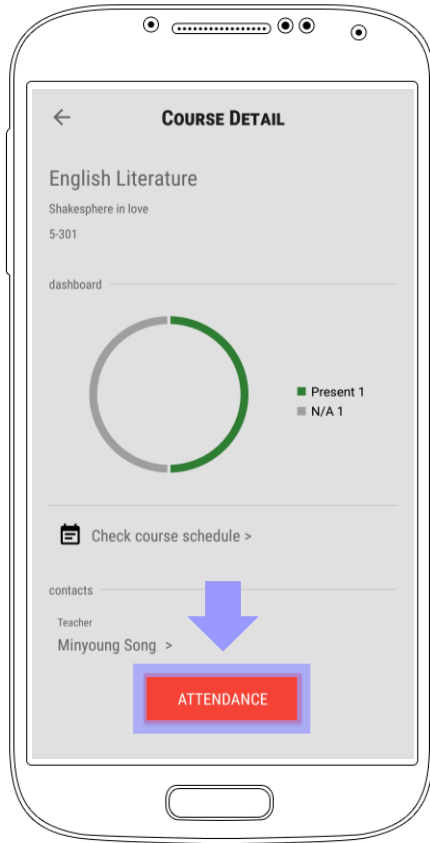 COURSE DETAIL
English Literature
Shakesphere in love
5-301
dashboard
Present 1
N/A 1
Check course schedule >
contacts
Teacher
Minyoung Song >
ATTENDANCE